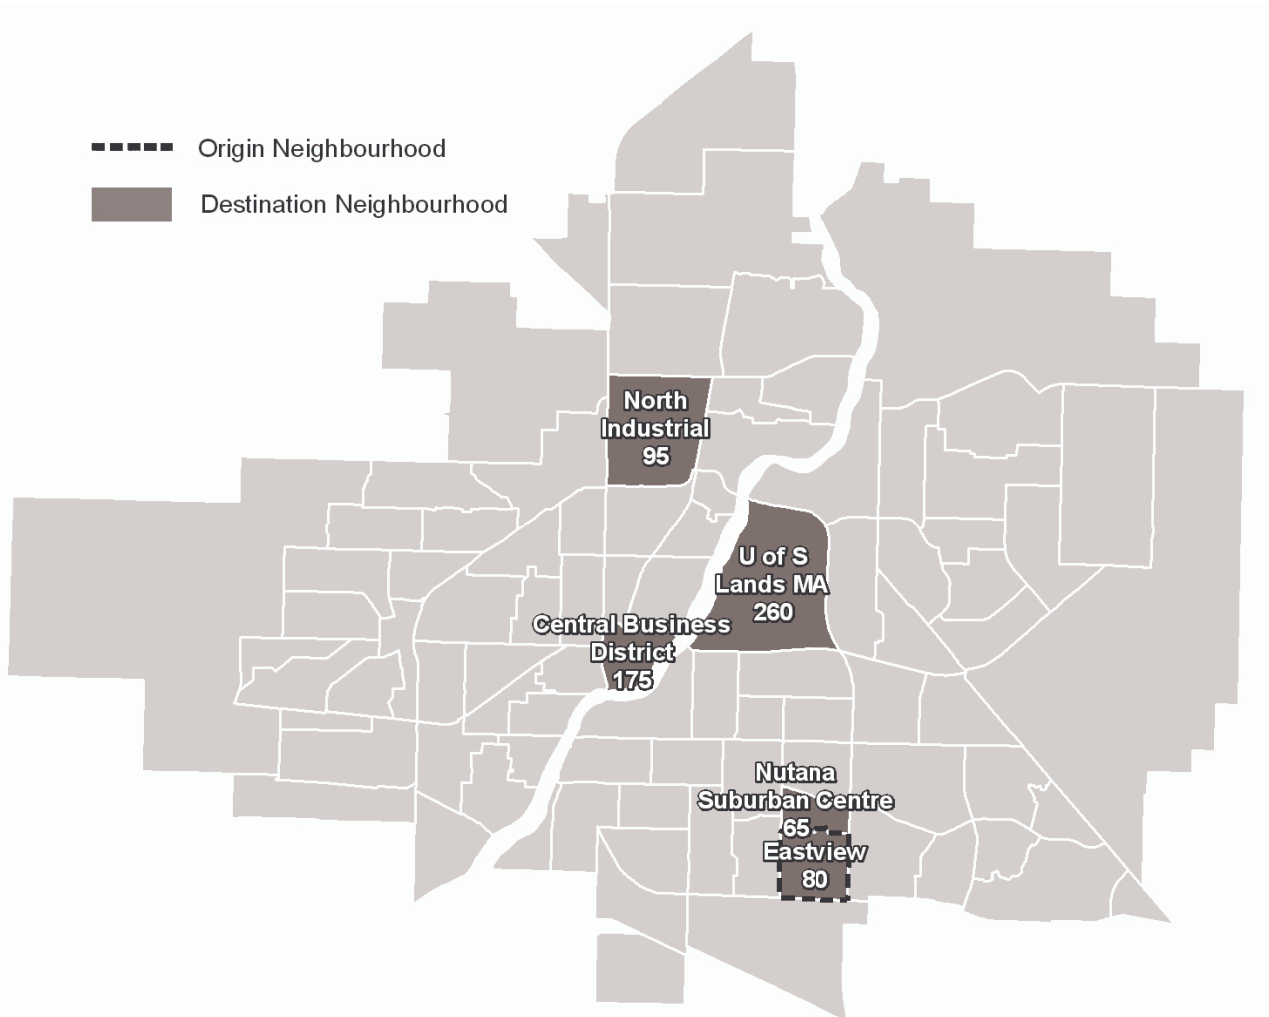 Origin Neighbourhood
Destination Neighbourhood
North
Industrial
95
U of S
Lands MA
260
Central Business
District
175
Nutana
Suburban Centre
65
Eastview
80